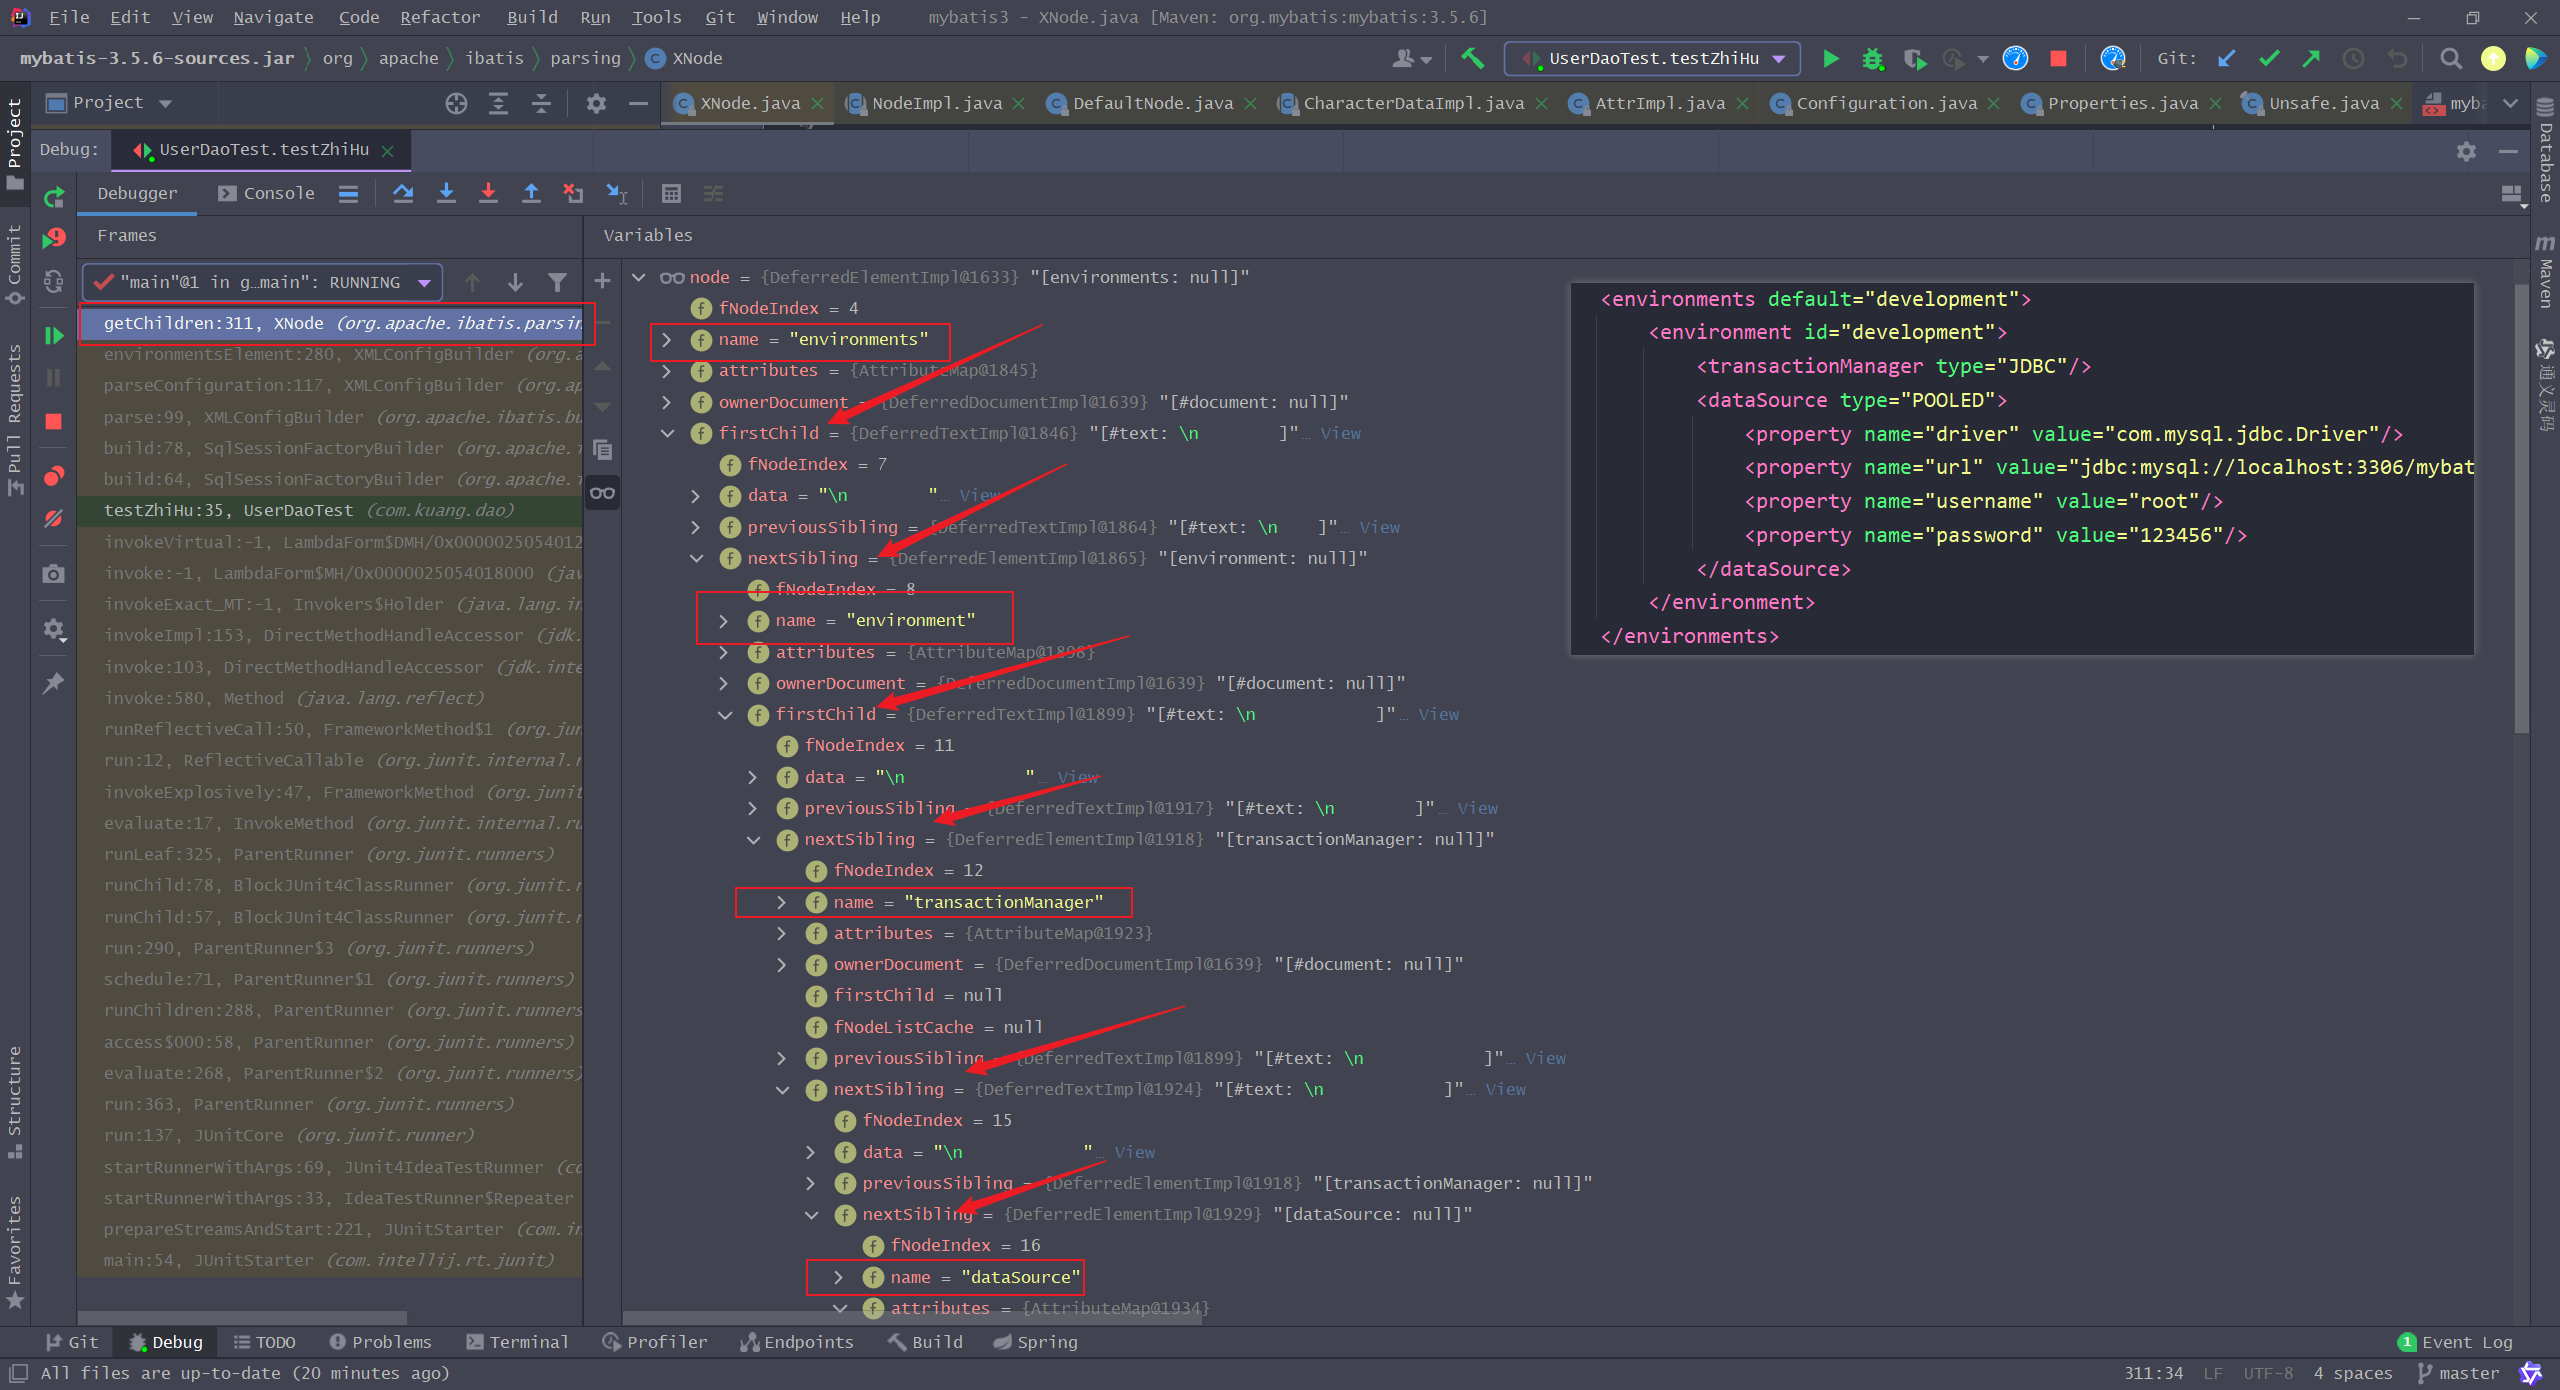 File Edit View Navigate Code Refactor Build Run Tools Git Window Help mybatis3 - XNode.java [Maven: org.mybatis:mybatis:3.5.6]
mybatis-3.5.6-sources.jar org apache ibatis parsing XNode UserDaoTest.testZhiHu Git:
Project XNode.java NodeImpl.java DefaultNode.java CharacterDataImpl.java AttrImpl.java Configuration.java Properties.java Unsafe.java myba
Debug: UserDaoTest.testZhiHu
Debugger Console
Frames
Variables
"main"@1 in g...main": RUNNING
getChildren:311, XNode (org.apache.ibatis.parsin
environmentsElement:280, XMLConfigBuilder (org.a
parseConfiguration:117, XMLConfigBuilder (org.ap
parse:99, XMLConfigBuilder (org.apache.ibatis.bu
build:78, SqlSessionFactoryBuilder (org.apache.i
build:64, SqlSessionFactoryBuilder (org.apache.i
testZhiHu:35, UserDaoTest (com.kuang.dao)
invokeVirtual:-1, LambdaForm$DMH/0x0000025054012
invoke:-1, LambdaForm$MH/0x0000025054018000 (jav
invokeExact_MT:-1, Invokers$Holder (java.lang.in
invokeImpl:153, DirectMethodHandleAccessor (jdk.
invoke:103, DirectMethodHandleAccessor (jdk.inte
invoke:580, Method (java.lang.reflect)
runReflectiveCall:50, FrameworkMethod$1 (org.jun
run:12, ReflectiveCallable (org.junit.internal.r
invokeExplosively:47, FrameworkMethod (org.junit
evaluate:17, InvokeMethod (org.junit.internal.ru
runLeaf:325, ParentRunner (org.junit.runners)
runChild:78, BlockJUnit4ClassRunner (org.junit.r
runChild:57, BlockJUnit4ClassRunner (org.junit.r
run:290, ParentRunner$3 (org.junit.runners)
schedule:71, ParentRunner$1 (org.junit.runners)
runChildren:288, ParentRunner (org.junit.runners
access$000:58, ParentRunner (org.junit.runners)
evaluate:268, ParentRunner$2 (org.junit.runners)
run:363, ParentRunner (org.junit.runners)
run:137, JUnitCore (org.junit.runner)
startRunnerWithArgs:69, JUnit4IdeaTestRunner (co
startRunnerWithArgs:33, IdeaTestRunner$Repeater
prepareStreamsAndStart:221, JUnitStarter (com.in
main:54, JUnitStarter (com.intellij.rt.junit)
node = {DeferredElementImpl@1633} "[environments: null]"
fNodeIndex = 4
name = "environments"
attributes = {AttributeMap@1845}
ownerDocument = {DeferredDocumentImpl@1639} "[#document: null]"
firstChild = {DeferredTextImpl@1846} "[#text: \n ]"... View
fNodeIndex = 7
data = "\n "... View
previousSibling = {DeferredTextImpl@1864} "[#text: \n ]"... View
nextSibling = {DeferredElementImpl@1865} "[environment: null]"
fNodeIndex = 8
name = "environment"
attributes = {AttributeMap@1898}
ownerDocument = {DeferredDocumentImpl@1639} "[#document: null]"
firstChild = {DeferredTextImpl@1899} "[#text: \n ]"... View
fNodeIndex = 11
data = "\n "... View
previousSibling = {DeferredTextImpl@1917} "[#text: \n ]"... View
nextSibling = {DeferredElementImpl@1918} "[transactionManager: null]"
fNodeIndex = 12
name = "transactionManager"
attributes = {AttributeMap@1923}
ownerDocument = {DeferredDocumentImpl@1639} "[#document: null]"
firstChild = null
fNodeListCache = null
previousSibling = {DeferredTextImpl@1899} "[#text: \n ]"... View
nextSibling = {DeferredTextImpl@1924} "[#text: \n ]"... View
fNodeIndex = 15
data = "\n "... View
previousSibling = {DeferredElementImpl@1918} "[transactionManager: null]"
nextSibling = {DeferredElementImpl@1929} "[dataSource: null]"
fNodeIndex = 16
name = "dataSource"
attributes = {AttributeMap@1934}
<environments default="development">
<environment id="development">
<transactionManager type="JDBC"/>
<dataSource type="POOLED">
<property name="driver" value="com.mysql.jdbc.Driver"/>
<property name="url" value="jdbc:mysql://localhost:3306/mybat
<property name="username" value="root"/>
<property name="password" value="123456"/>
</dataSource>
</environment>
</environments>
Project
Commit
Pull Requests
Structure
Favorites
Database
Maven
通义灵码
Git Debug TODO Problems Terminal Profiler Endpoints Build Spring 1 Event Log
All files are up-to-date (20 minutes ago) 311:34 LF UTF-8 4 spaces master